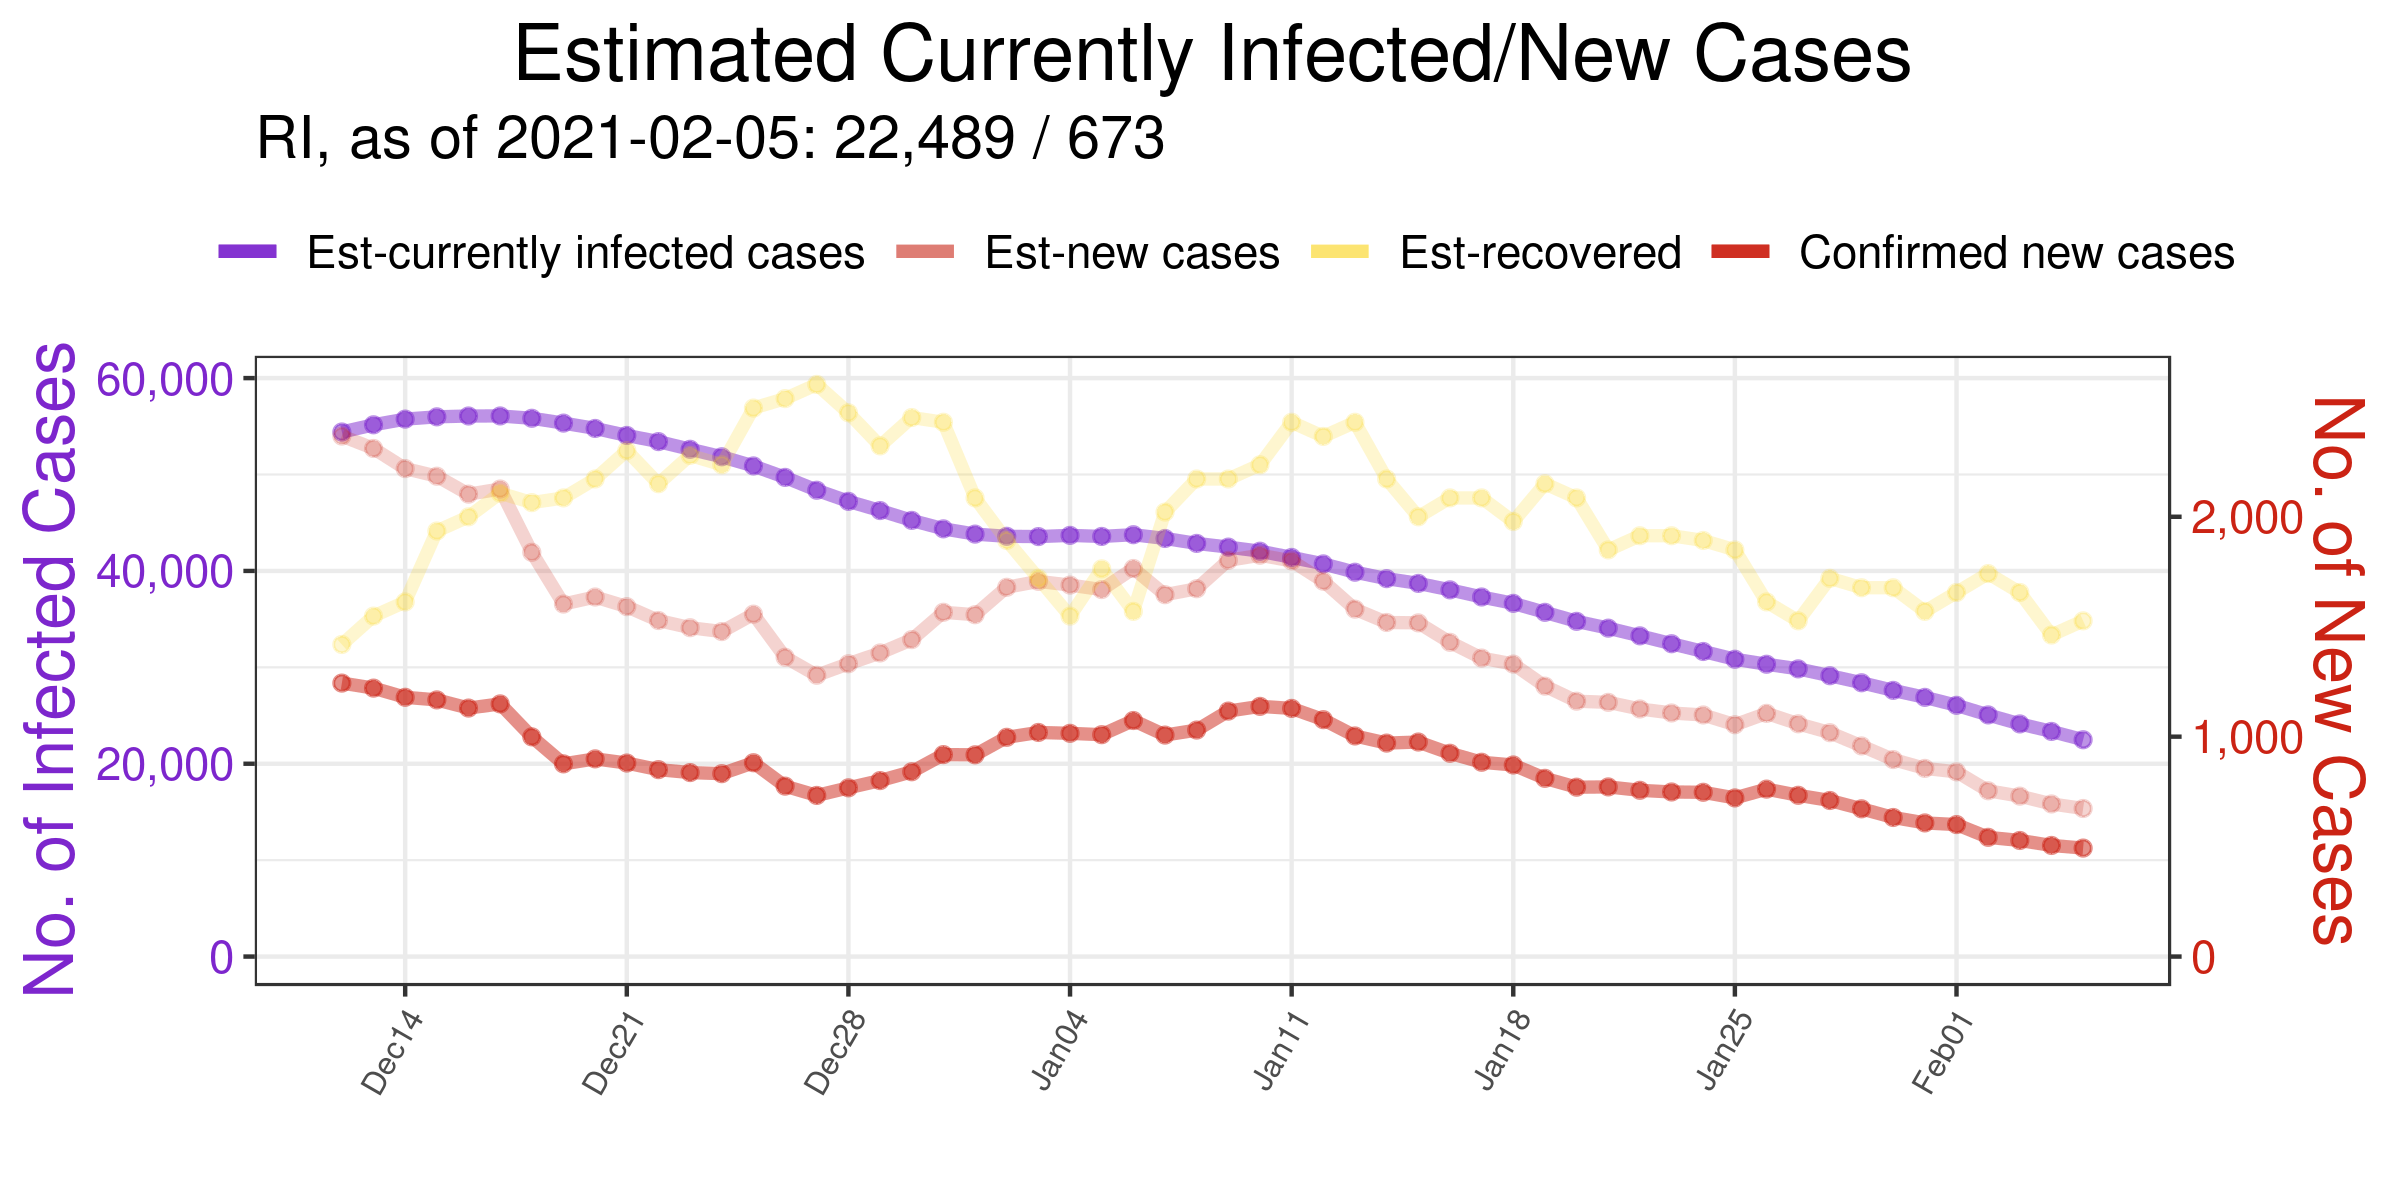 Estimated Currently Infected/New Cases
RI, as of 2021-02-05: 22,489 / 673
Est-currently infected cases Est-new cases Est-recovered Confirmed new cases
No. of Infected Cases
60,000
40,000
20,000
0
No. of New Cases
2,000
1,000
0
Dec14 Dec21 Dec28 Jan04 Jan11 Jan18 Jan25 Feb01